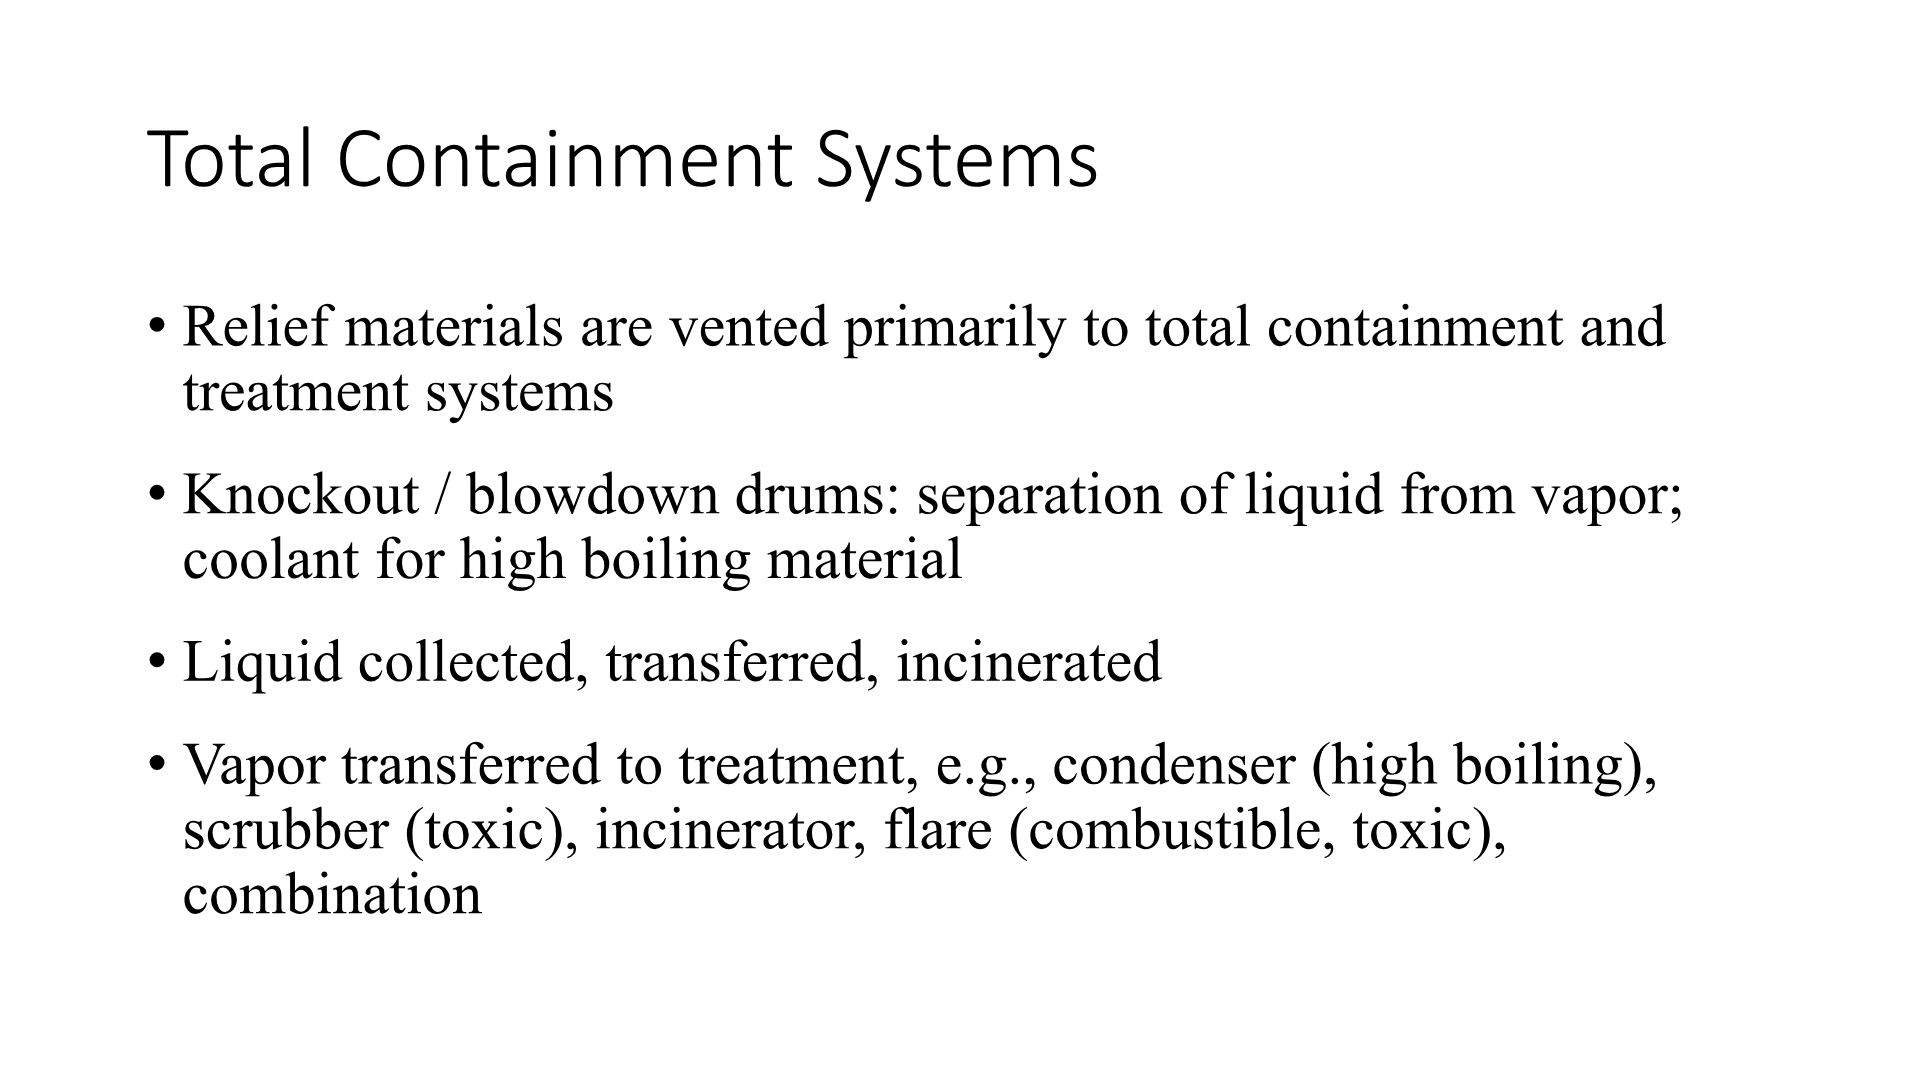 Total Containment Systems
• Relief materials are vented primarily to total containment and
treatment systems
• Knockout / blowdown drums: separation of liquid from vapor;
coolant for high boiling material
• Liquid collected, transferred, incinerated
• Vapor transferred to treatment, e.g., condenser (high boiling),
scrubber (toxic), incinerator, flare (combustible, toxic),
combination